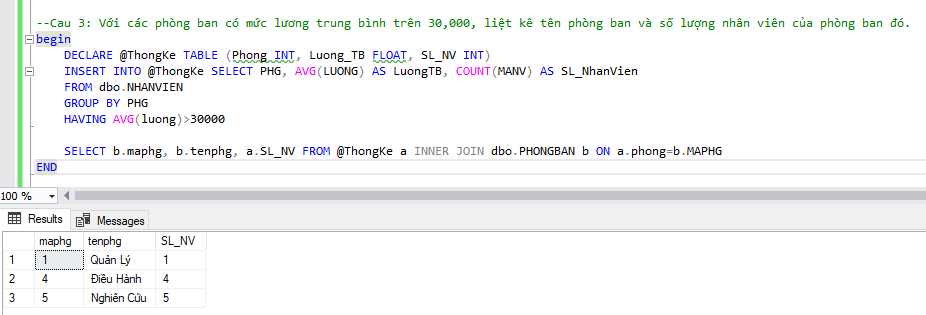 --Cau 3: Với các phòng ban có mức lương trung bình trên 30,000, liệt kê tên phòng ban và số lượng nhân viên của phòng ban đó.
begin
DECLARE @ThongKe TABLE (Phong INT, Luong_TB FLOAT, SL_NV INT)
INSERT INTO @ThongKe SELECT PHG, AVG(LUONG) AS LuongTB, COUNT(MANV) AS SL_NhanVien
FROM dbo.NHANVIEN
GROUP BY PHG
HAVING AVG(luong)>30000
SELECT b.maphg, b.tenphg, a.SL_NV FROM @ThongKe a INNER JOIN dbo.PHONGBAN b ON a.phong=b.MAPHG
END
100 %
Results Messages
maphg tenphg SL_NV
1 1 Quản Lý 1
2 4 Điều Hành 4
3 5 Nghiên Cứu 5